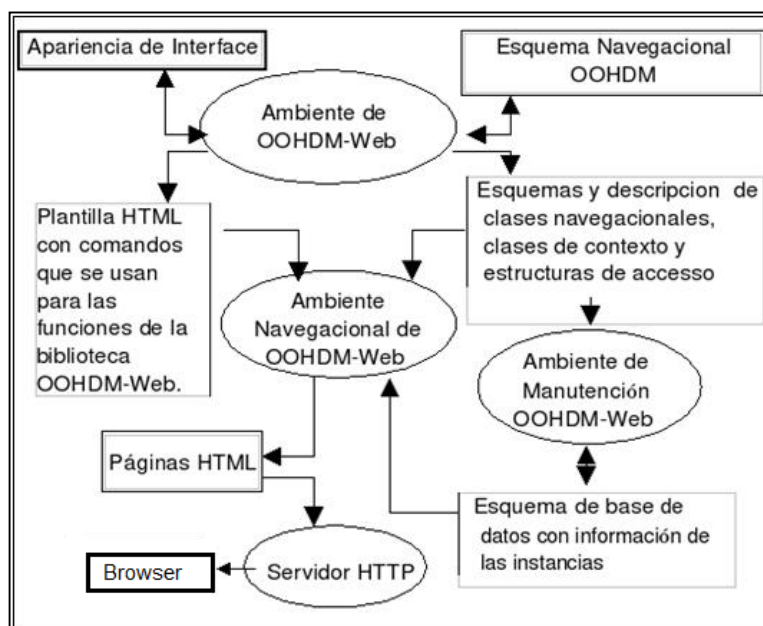 Apariencia de Interface
Esquema Navegacional
OOHDM
Ambiente de
OOHDM-Web
Plantilla HTML
con comandos
que se usan
para las
funciones de la
biblioteca
OOHDM-Web.
Esquemas y descripcion de
clases navegacionales,
clases de contexto y
estructuras de accesso
Ambiente
Navegacional de
OOHDM-Web
Ambiente de
Manutención
OOHDM-Web
Páginas HTML
Esquema de base de
datos con información de
las instancias
Servidor HTTP
Browser